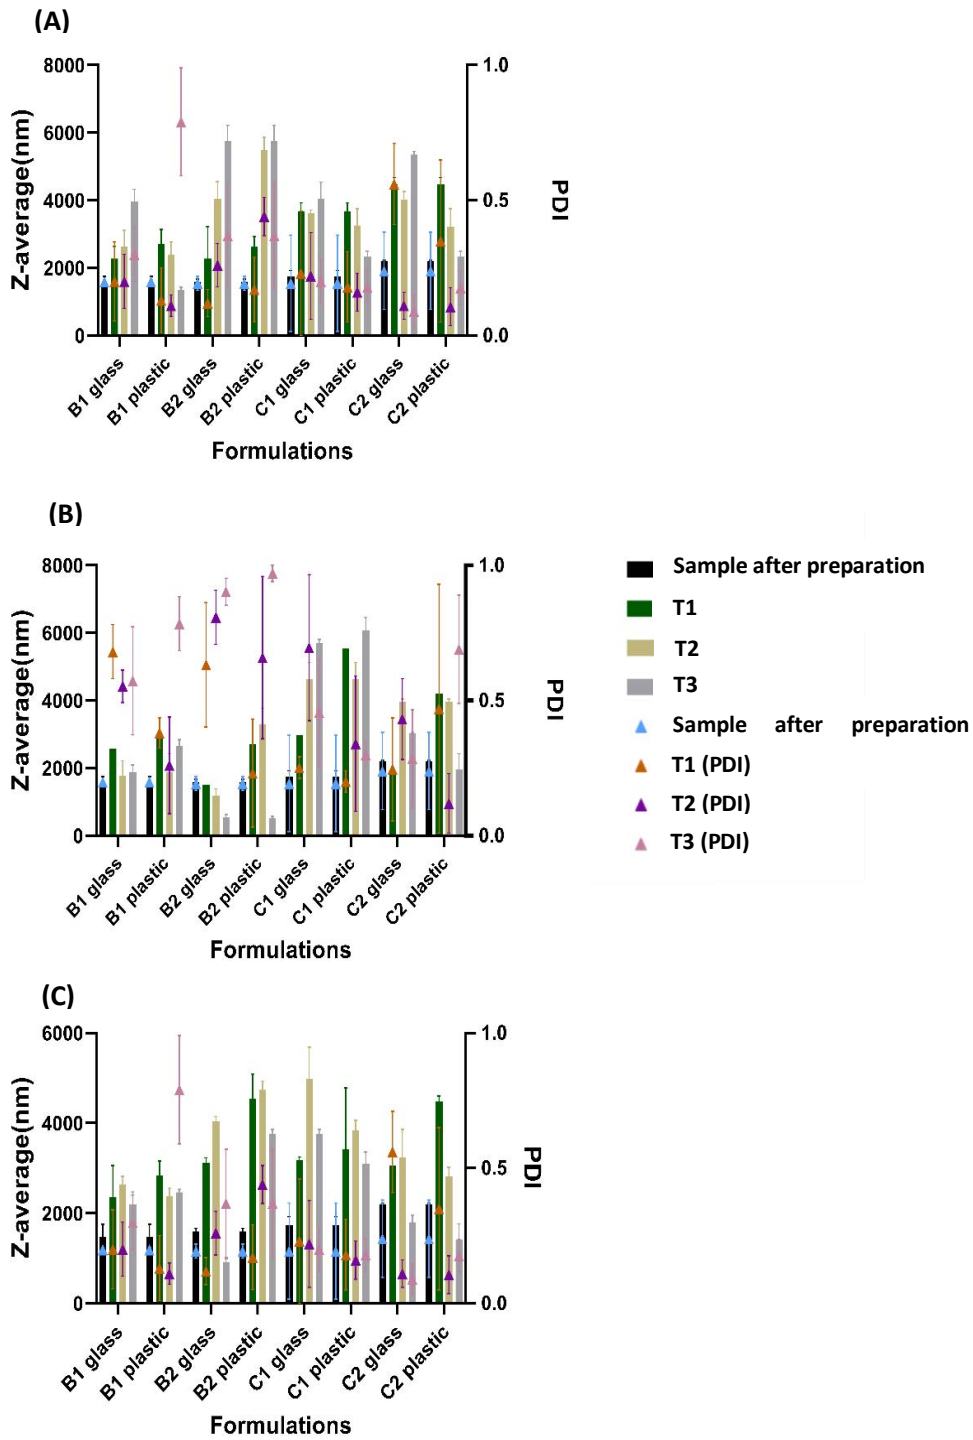 (A)
8000
6000
4000
2000
0
Z-average(nm)
1.0
0.5
0.0
PDI
B1 glass
B1 plastic
B2 glass
B2 plastic
C1 glass
C1 plastic
C2 glass
C2 plastic
Formulations
(B)
8000
6000
4000
2000
0
Z-average(nm)
1.0
0.5
0.0
PDI
B1 glass
B1 plastic
B2 glass
B2 plastic
C1 glass
C1 plastic
C2 glass
C2 plastic
Formulations
Sample after preparation
T1
T2
T3
Sample after preparation
T1 (PDI)
T2 (PDI)
T3 (PDI)
(C)
6000
4000
2000
0
Z-average(nm)
1.0
0.5
0.0
PDI
B1 glass
B1 plastic
B2 glass
B2 plastic
C1 glass
C1 plastic
C2 glass
C2 plastic
Formulations